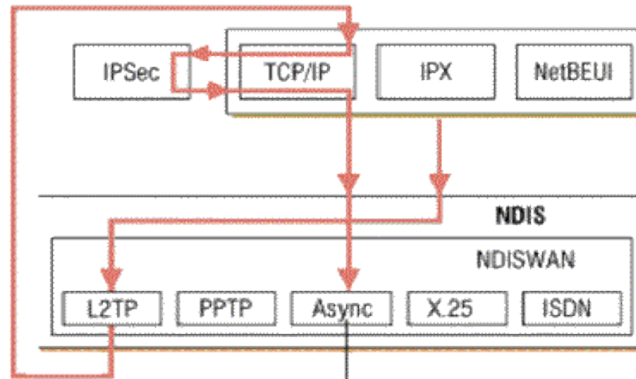 IPSec TCP/IP IPX NetBEUI
NDIS
NDISWAN
L2TP PPTP Async X.25 ISDN